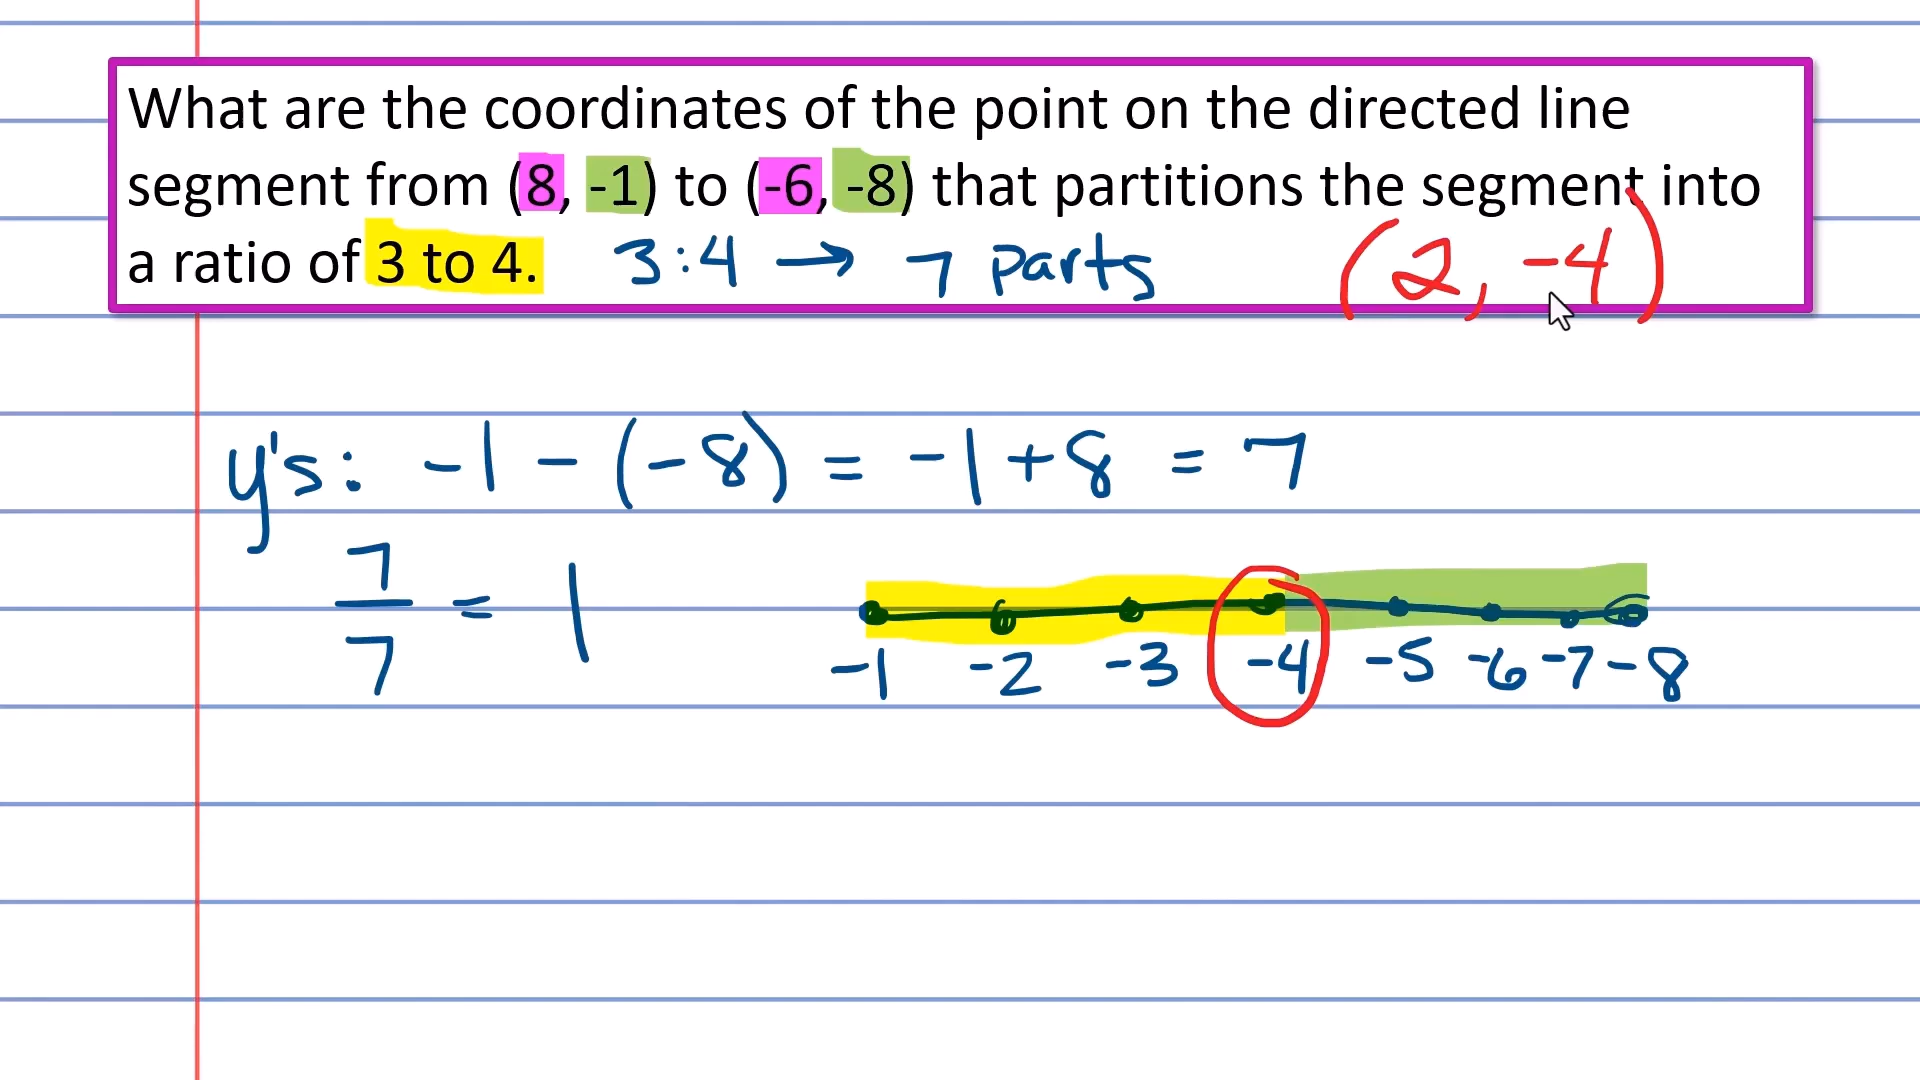 What are the coordinates of the point on the directed line
segment from (8, -1) to (-6, -8) that partitions the segment into
a ratio of 3 to 4. 3:4 → 7 parts (2, -4)
y's: -1 - (-8) = -1 + 8 = 7
7/7 = 1
-1 -2 -3 -4 -5 -6 -7 -8